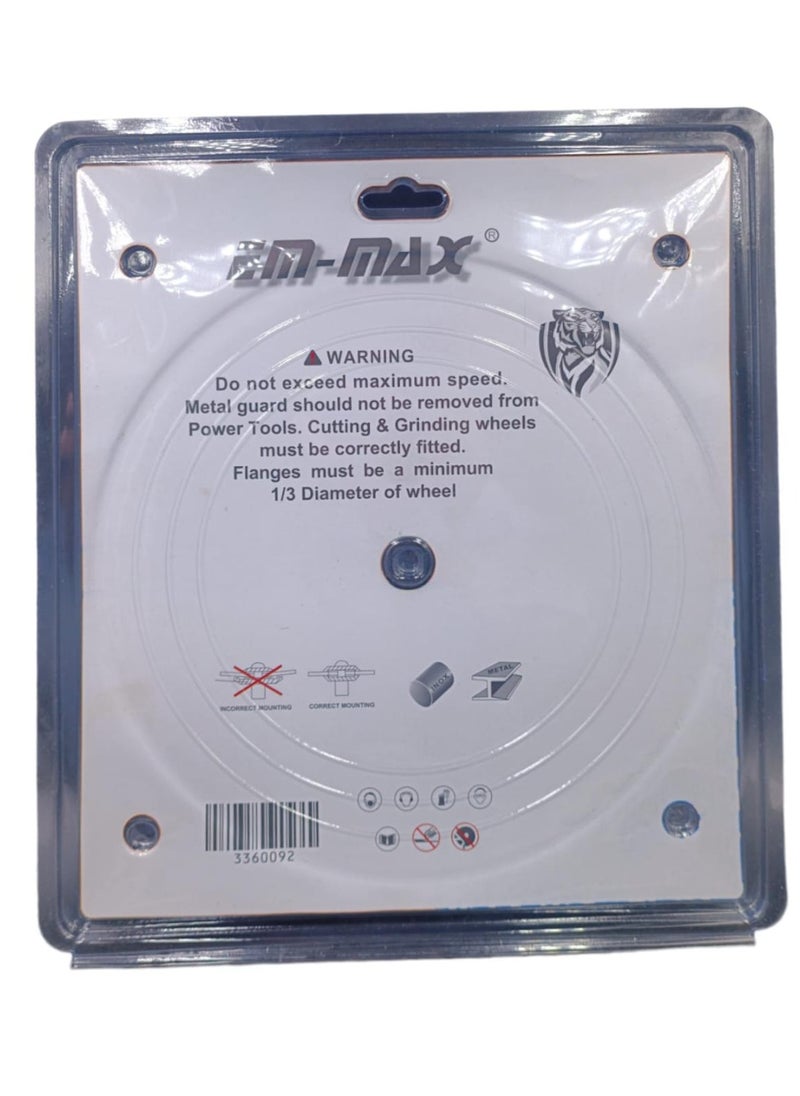 EM-MAX ®
WARNING
Do not exceed maximum speed.
Metal guard should not be removed from
Power Tools. Cutting & Grinding wheels
must be correctly fitted.
Flanges must be a minimum
1/3 Diameter of wheel
INCORRECT MOUNTING
CORRECT MOUNTING
INOX
METAL
3360092